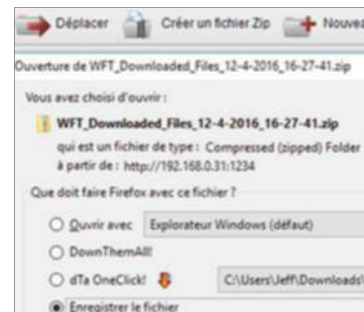 Déplacer Créer un fichier Zip Nouvea
Ouverture de WFT_Downloaded_Files_12-4-2016_16-27-41.zip
Vous avez choisi d'ouvrir :
WFT_Downloaded_Files_12-4-2016_16-27-41.zip
qui est un fichier de type : Compressed (zipped) Folder
à partir de : http://192.168.0.31:1234
Que doit faire Firefox avec ce fichier ?
Ouvrir avec Explorateur Windows (défaut)
DownThemAll!
dTa OneClick! C:\Users\Jeff\Downloads\
Enregistrer le fichier